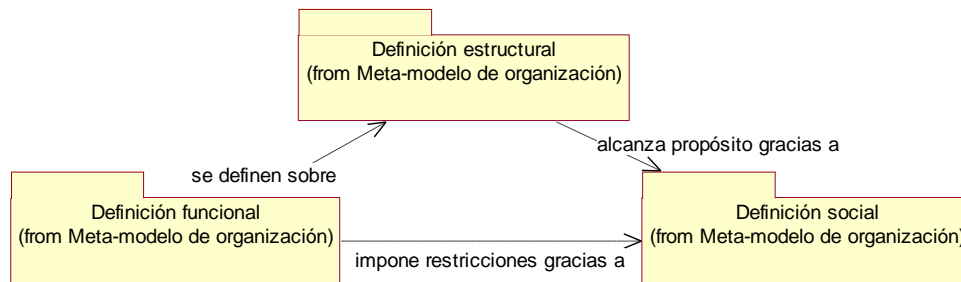 Definición estructural
(from Meta-modelo de organización)
alcanza propósito gracias a
se definen sobre
Definición funcional
(from Meta-modelo de organización)
Definición social
(from Meta-modelo de organización)
impone restricciones gracias a